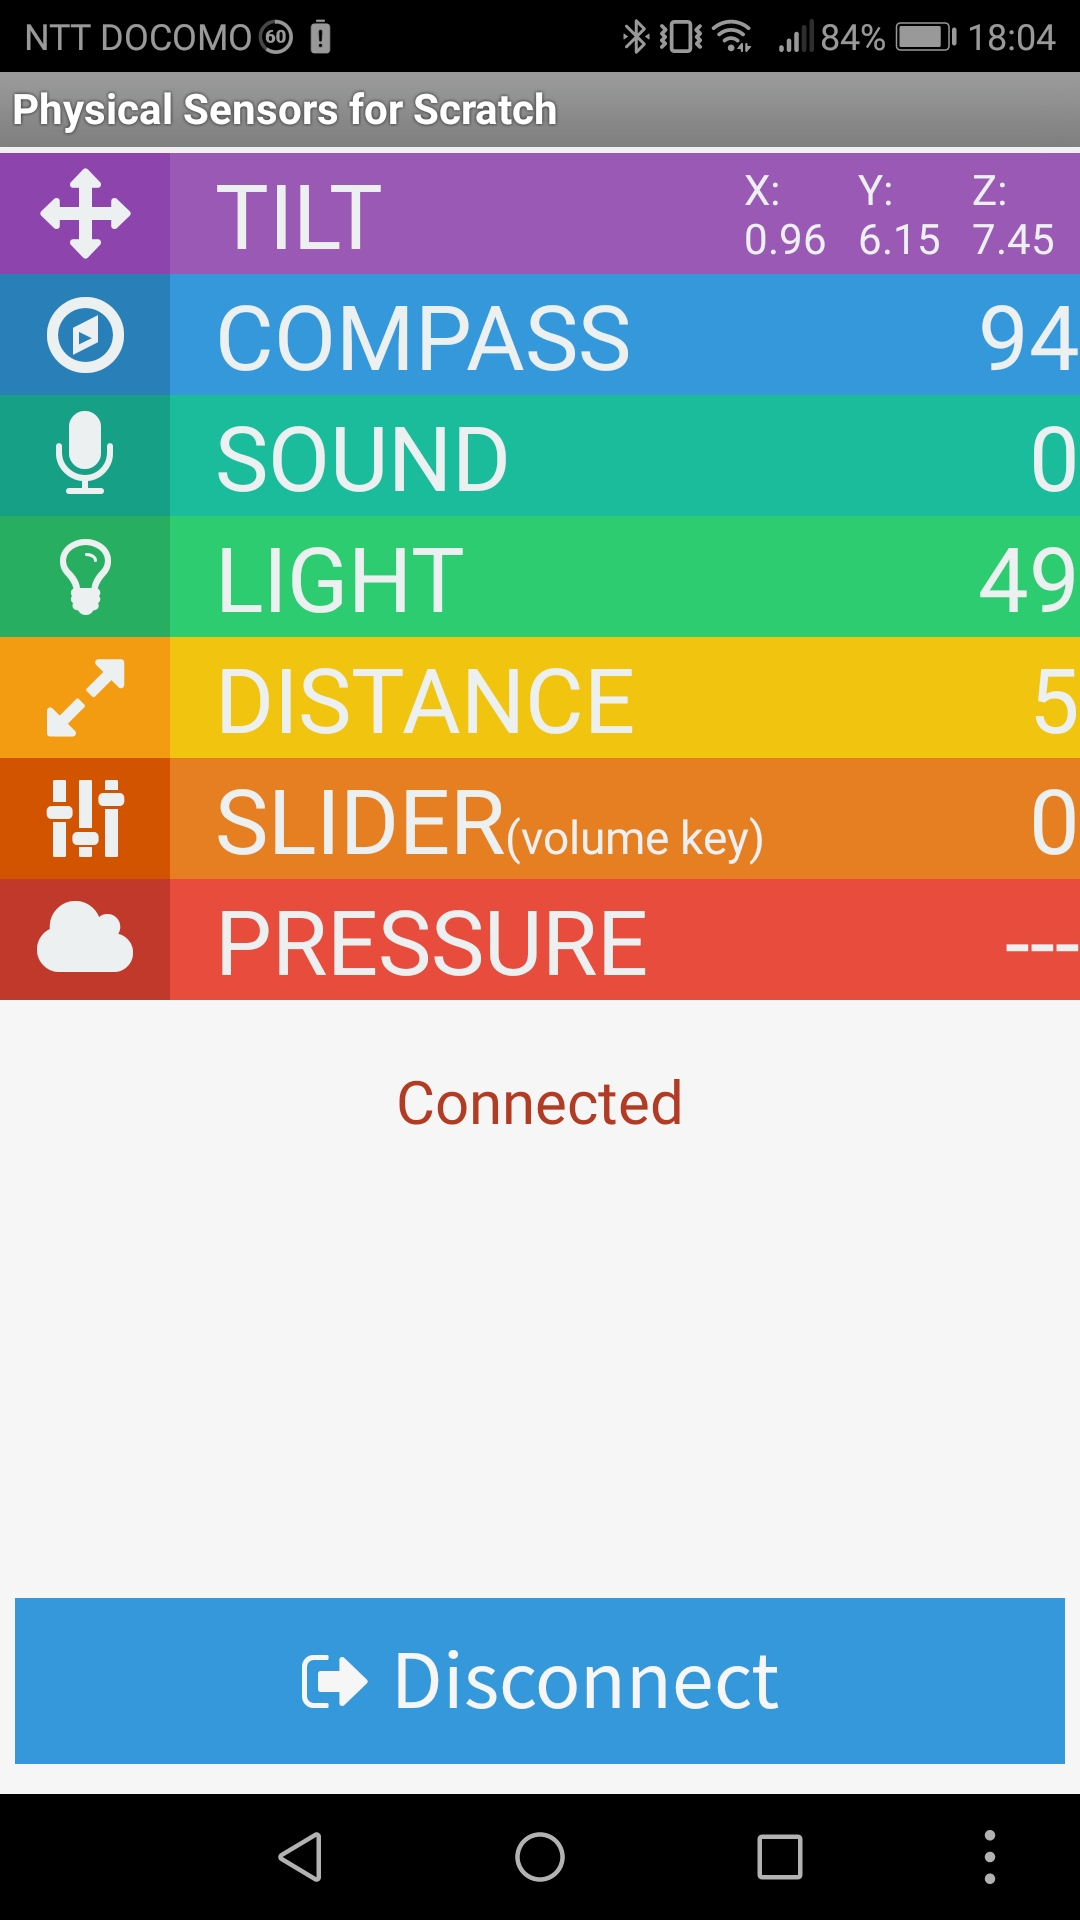 NTT DOCOMO 60 84% 18:04
Physical Sensors for Scratch
TILT X: Y: Z:
0.96 6.15 7.45
COMPASS 94
SOUND 0
LIGHT 49
DISTANCE 5
SLIDER(volume key) 0
PRESSURE ---
Connected
Disconnect